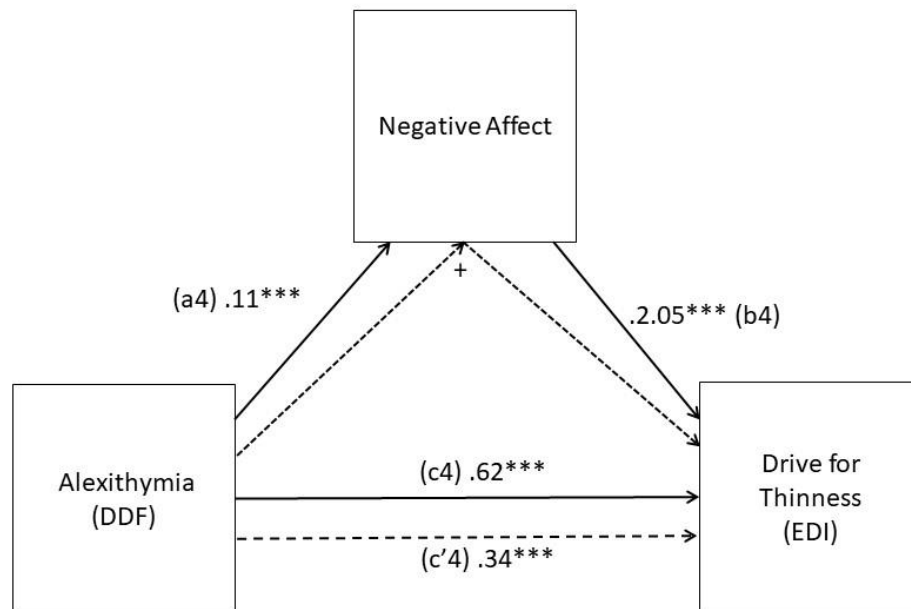 Negative Affect
+
(a4) .11***
.2.05*** (b4)
Alexithymia
(DDF)
(c4) .62***
(c’4) .34***
Drive for
Thinness
(EDI)